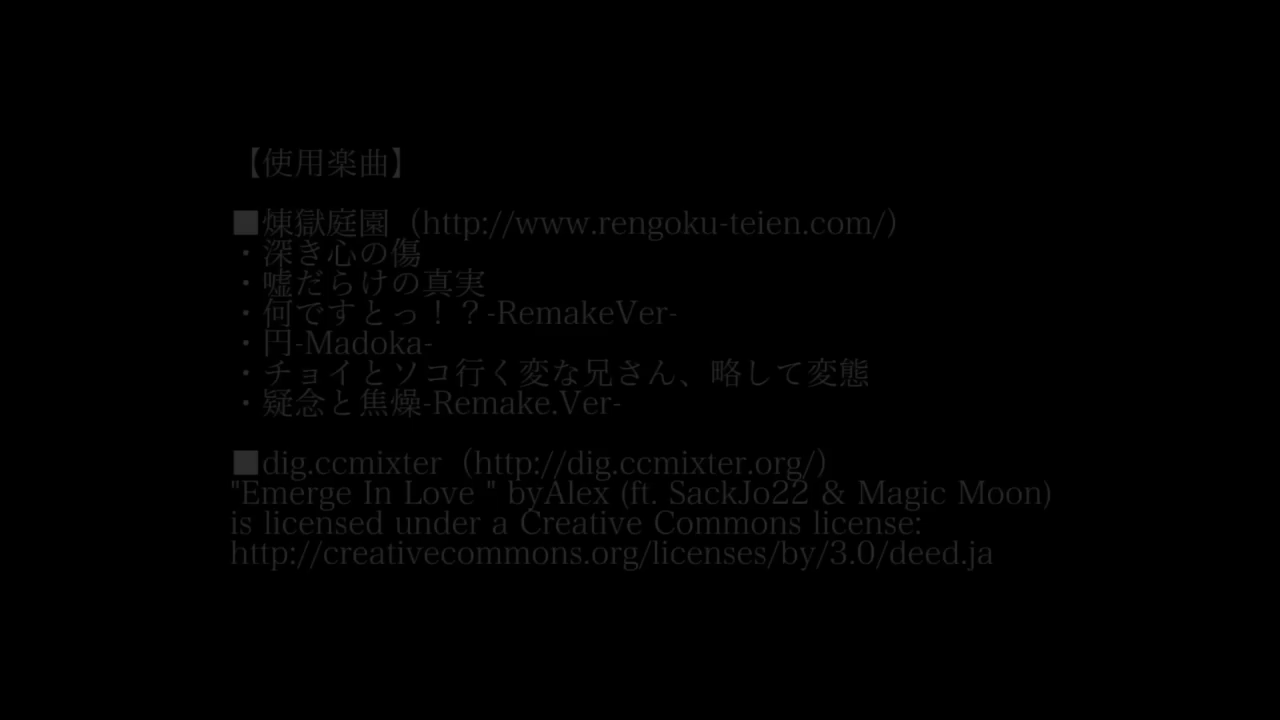 【使用楽曲】
■煉獄庭園（http://www.rengoku-teien.com/）
・深き心の傷
・嘘だらけの真実
・何ですとっ！？-RemakeVer-
・円-Madoka-
・チョイとソコ行く変な兄さん、略して変態
・疑念と焦燥-Remake.Ver-
■dig.ccmixter（http://dig.ccmixter.org/）
"Emerge In Love " byAlex (ft. SackJo22 & Magic Moon)
is licensed under a Creative Commons license:
http://creativecommons.org/licenses/by/3.0/deed.ja